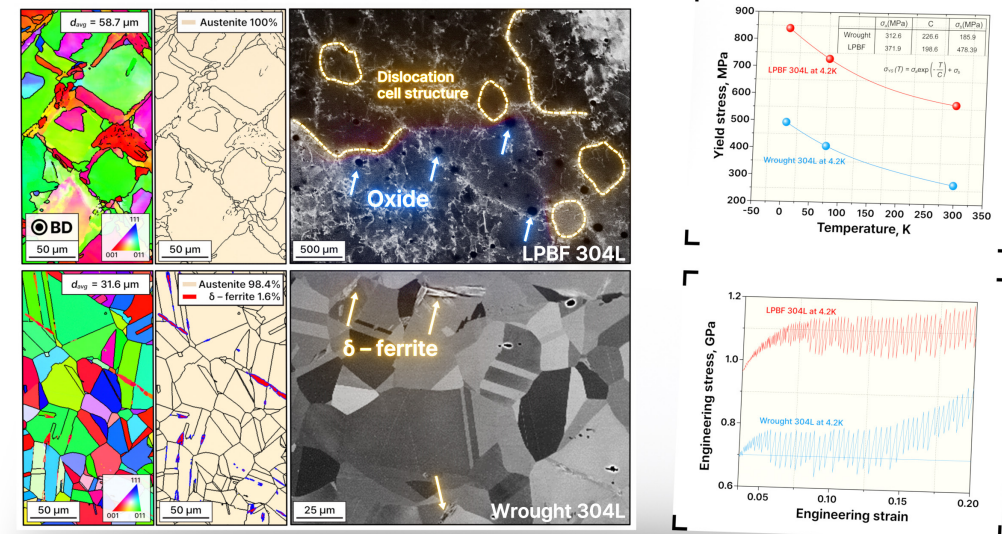 d_avg = 58.7 µm
Austenite 100%
BD
50 µm
111
001 011
50 µm
Dislocation
cell structure
Oxide
500 µm
LPBF 304L
d_avg = 31.6 µm
Austenite 98.4%
δ – ferrite 1.6%
50 µm
111
001 011
50 µm
δ – ferrite
25 µm
Wrought 304L
Yield stress, MPa
900
800
700
600
500
400
300
200
(MPa) C (MPa)
Wrought 312.6 226.6 185.9
LPBF 371.9 198.6 478.39
LPBF 304L at 4.2K
Wrought 304L at 4.2K
-50 0 50 100 150 200 250 300 350
Temperature, K
Engineering stress, GPa
1.2
1.0
0.8
0.6
LPBF 304L at 4.2K
Wrought 304L at 4.2K
0.05 0.10 0.15 0.20
Engineering strain